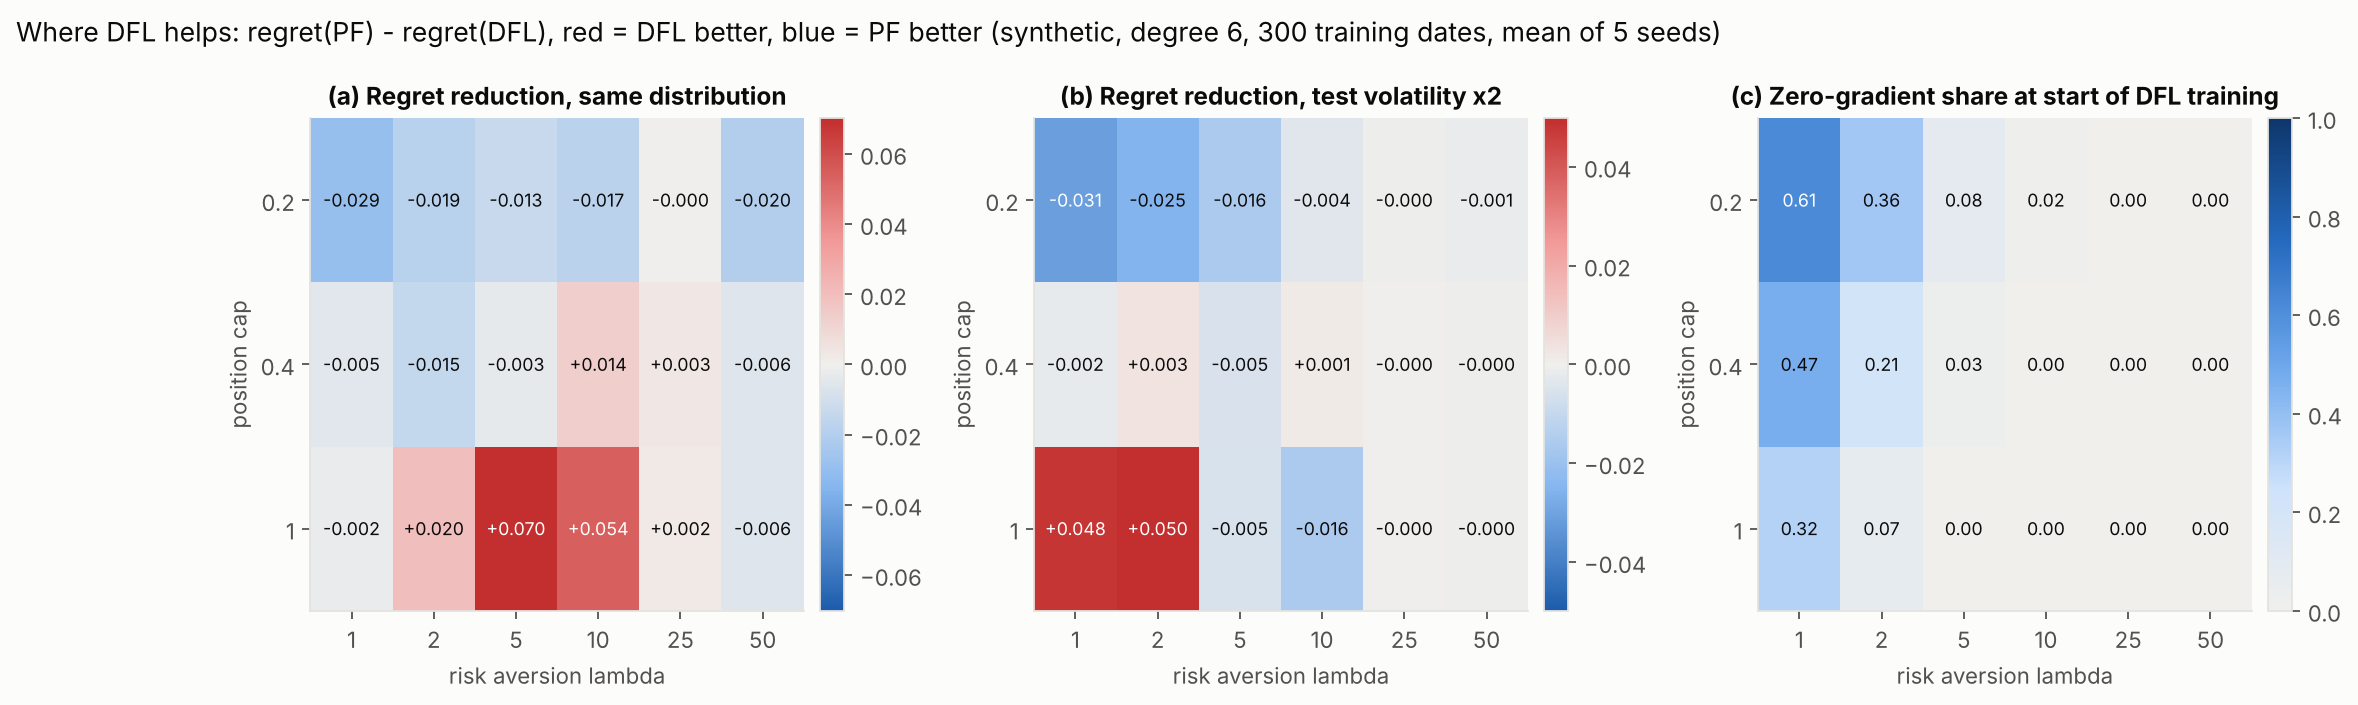 Where DFL helps: regret(PF) - regret(DFL), red = DFL better, blue = PF better (synthetic, degree 6, 300 training dates, mean of 5 seeds)
(a) Regret reduction, same distribution
position cap
0.2
0.4
1
-0.029 -0.019 -0.013 -0.017 -0.000 -0.020
-0.005 -0.015 -0.003 +0.014 +0.003 -0.006
-0.002 +0.020 +0.070 +0.054 +0.002 -0.006
1 2 5 10 25 50
risk aversion lambda
0.06
0.04
0.02
0.00
−0.02
−0.04
−0.06
(b) Regret reduction, test volatility x2
position cap
0.2
0.4
1
-0.031 -0.025 -0.016 -0.004 -0.000 -0.001
-0.002 +0.003 -0.005 +0.001 -0.000 -0.000
+0.048 +0.050 -0.005 -0.016 -0.000 -0.000
1 2 5 10 25 50
risk aversion lambda
0.04
0.02
0.00
−0.02
−0.04
(c) Zero-gradient share at start of DFL training
position cap
0.2
0.4
1
0.61 0.36 0.08 0.02 0.00 0.00
0.47 0.21 0.03 0.00 0.00 0.00
0.32 0.07 0.00 0.00 0.00 0.00
1 2 5 10 25 50
risk aversion lambda
1.0
0.8
0.6
0.4
0.2
0.0